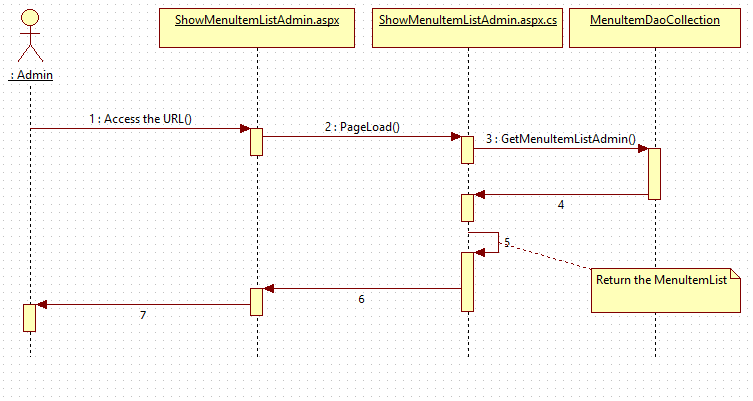 ShowMenuItemListAdmin.aspx
ShowMenuItemListAdmin.aspx.cs
MenuItemDaoCollection
: Admin
1 : Access the URL()
2 : PageLoad()
3 : GetMenuItemListAdmin()
4
5
Return the MenuItemList
6
7